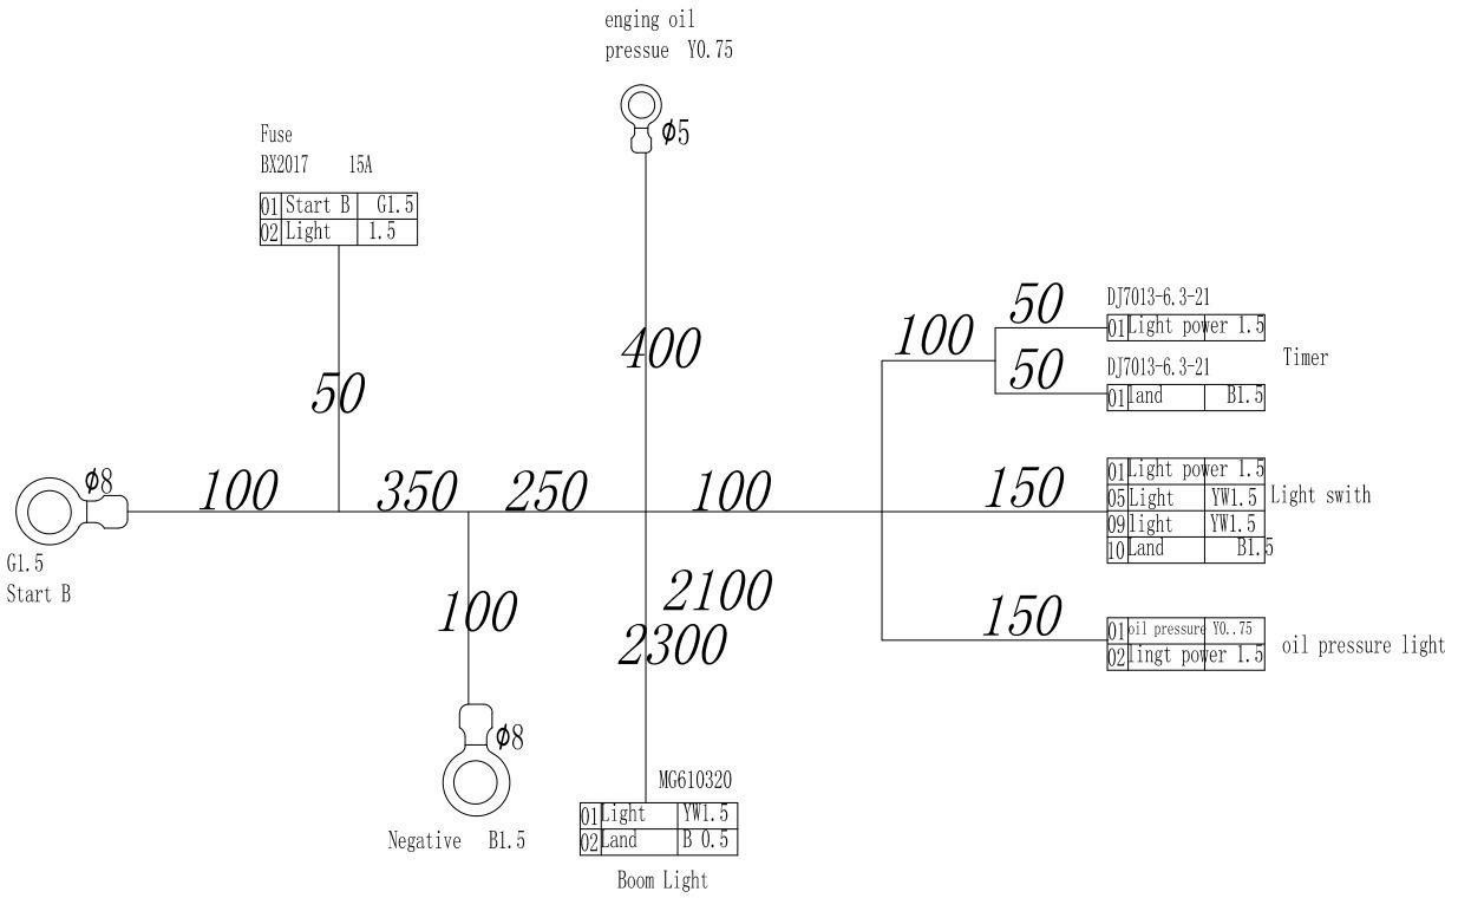 enging oil
pressue Y0.75
ϕ5
Fuse
BX2017 15A
01 Start B G1.5
02 Light 1.5
50
400
100
50
DJ7013-6.3-21
01 Light power 1.5
50
DJ7013-6.3-21
01 land B1.5
Timer
ϕ8
100
350
250
100
150
01 Light power 1.5
05 Light YW1.5
09 light YW1.5
10 Land B1.5
Light swith
G1.5
Start B
100
2100
2300
150
01 oil pressure Y0..75
02 lingt power 1.5
oil pressure light
ϕ8
Negative B1.5
MG610320
01 Light YW1.5
02 Land B 0.5
Boom Light